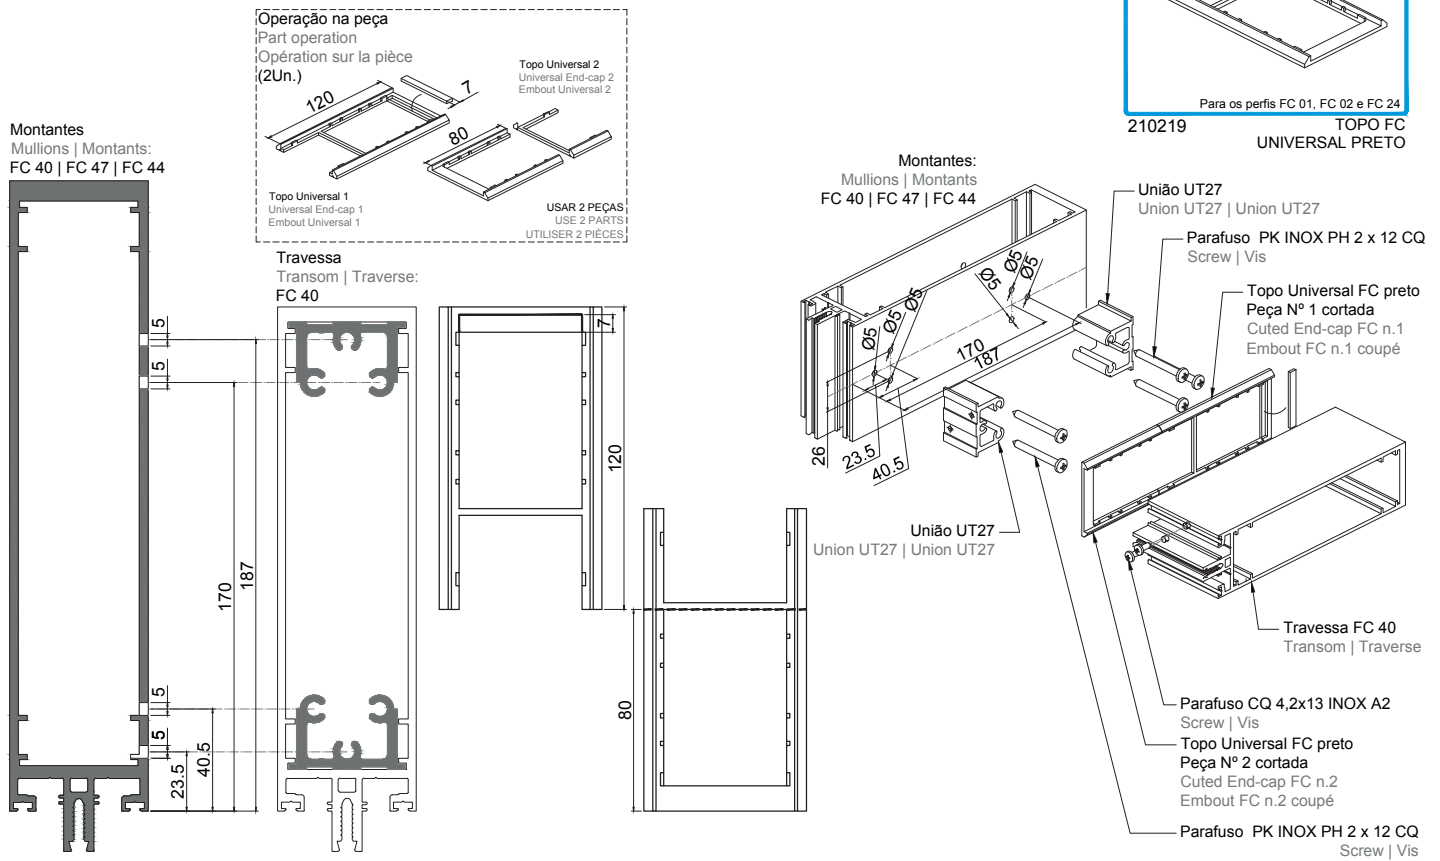 Operação na peça
Part operation
Opération sur la pièce
(2Un.)
120
7
80
Topo Universal 2
Universal End-cap 2
Embout Universal 2
Topo Universal 1
Universal End-cap 1
Embout Universal 1
USAR 2 PEÇAS
USE 2 PARTS
UTILISER 2 PIÈCES
Para os perfis FC 01, FC 02 e FC 24
210219
TOPO FC
UNIVERSAL PRETO
Montantes
Mullions | Montants:
FC 40 | FC 47 | FC 44
5
5
5
5
23.5
40.5
170
187
Travessa
Transom | Traverse:
FC 40
7
120
80
Montantes:
Mullions | Montants
FC 40 | FC 47 | FC 44
Ø5
Ø5
Ø5
Ø5
Ø5
Ø5
170
187
26
23.5
40.5
União UT27
Union UT27 | Union UT27
Parafuso PK INOX PH 2 x 12 CQ
Screw | Vis
Topo Universal FC preto
Peça Nº 1 cortada
Cuted End-cap FC n.1
Embout FC n.1 coupé
União UT27
Union UT27 | Union UT27
Travessa FC 40
Transom | Traverse
Parafuso CQ 4,2x13 INOX A2
Screw | Vis
Topo Universal FC preto
Peça Nº 2 cortada
Cuted End-cap FC n.2
Embout FC n.2 coupé
Parafuso PK INOX PH 2 x 12 CQ
Screw | Vis